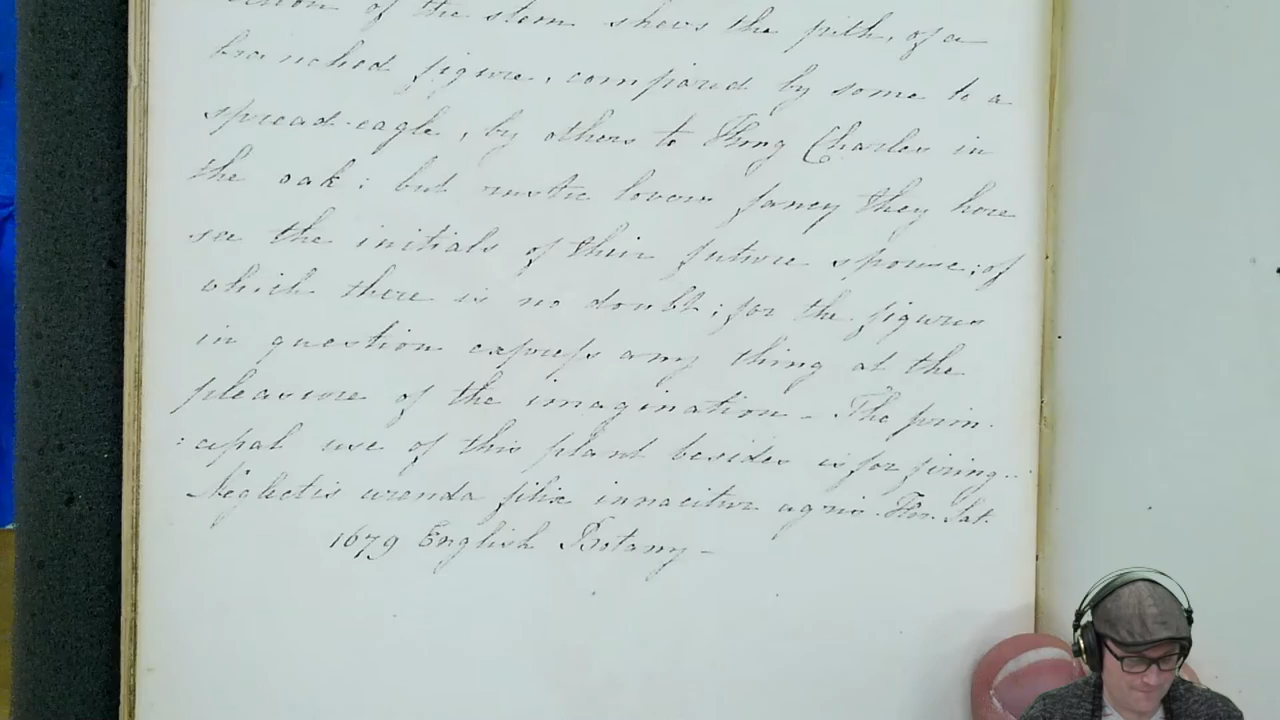 of the stem shews the pith, of a
branched figure, compared by some to a
spread-eagle, by others to King Charles in
the oak; but rustic lovers fancy they here
see the initials of their future spouse; of
which there is no doubt; for the figures
in question expreſs any thing at the
pleasure of the imagination - The prin-
:cipal use of this plant besides is for firing..
Neglectis urenda filix innascitur agris. Hor. Sat.
1679 English Botany -